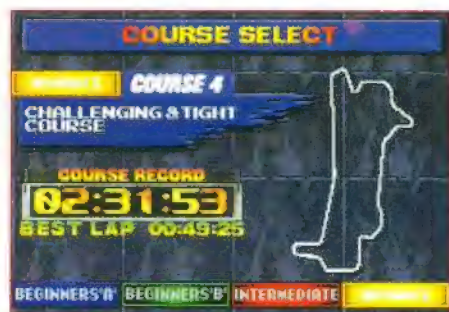 COURSE SELECT
COURSE 4
CHALLENGING & TIGHT
COURSE
COURSE RECORD
02:31:53
BEST LAP 00:49:25
BEGINNERS'A' BEGINNERS'B' INTERMEDIATE